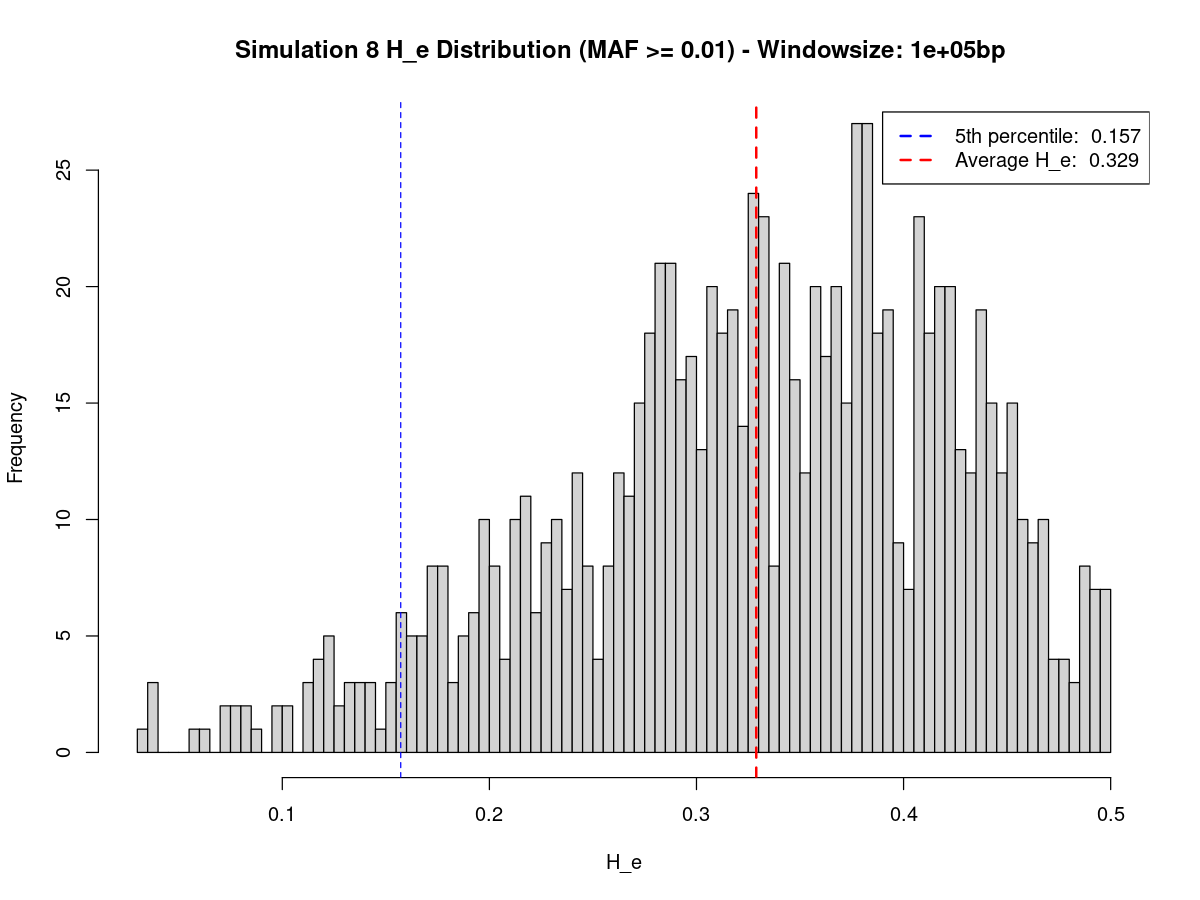 Simulation 8 H_e Distribution (MAF >= 0.01) - Windowsize: 1e+05bp
5th percentile: 0.157
Average H_e: 0.329
Frequency
25
20
15
10
5
0
0.1 0.2 0.3 0.4 0.5
H_e